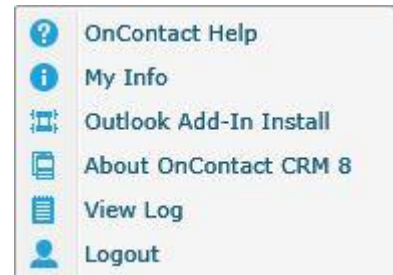 OnContact Help
My Info
Outlook Add-In Install
About OnContact CRM 8
View Log
Logout